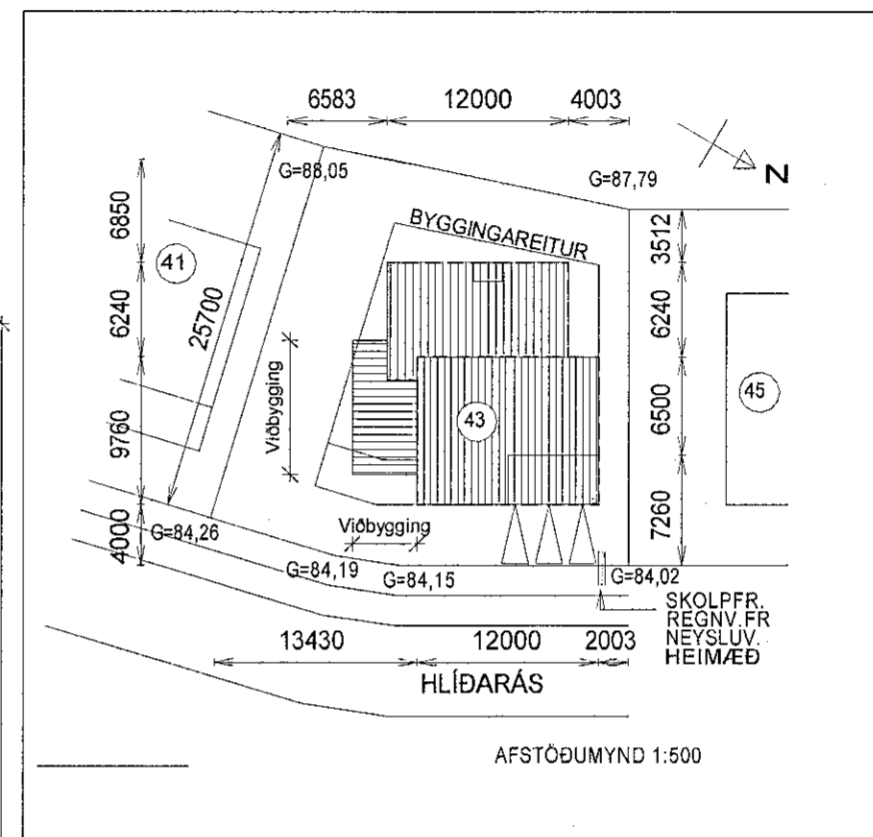 6583 12000 4003
G=88,05
G=87,79
N
BYGGINGAREITUR
6850
6240
9760
4000
41
25700
Viðbygging
43
45
3512
6240
6500
7260
Viðbygging
G=84,26
G=84,19
G=84,15
G=84,02
SKOLPFR.
REGNV.FR
NEYSLUV.
HEIMÆÐ
13430 12000 2003
HLÍÐARÁS
AFSTÖÐUMYND 1:500